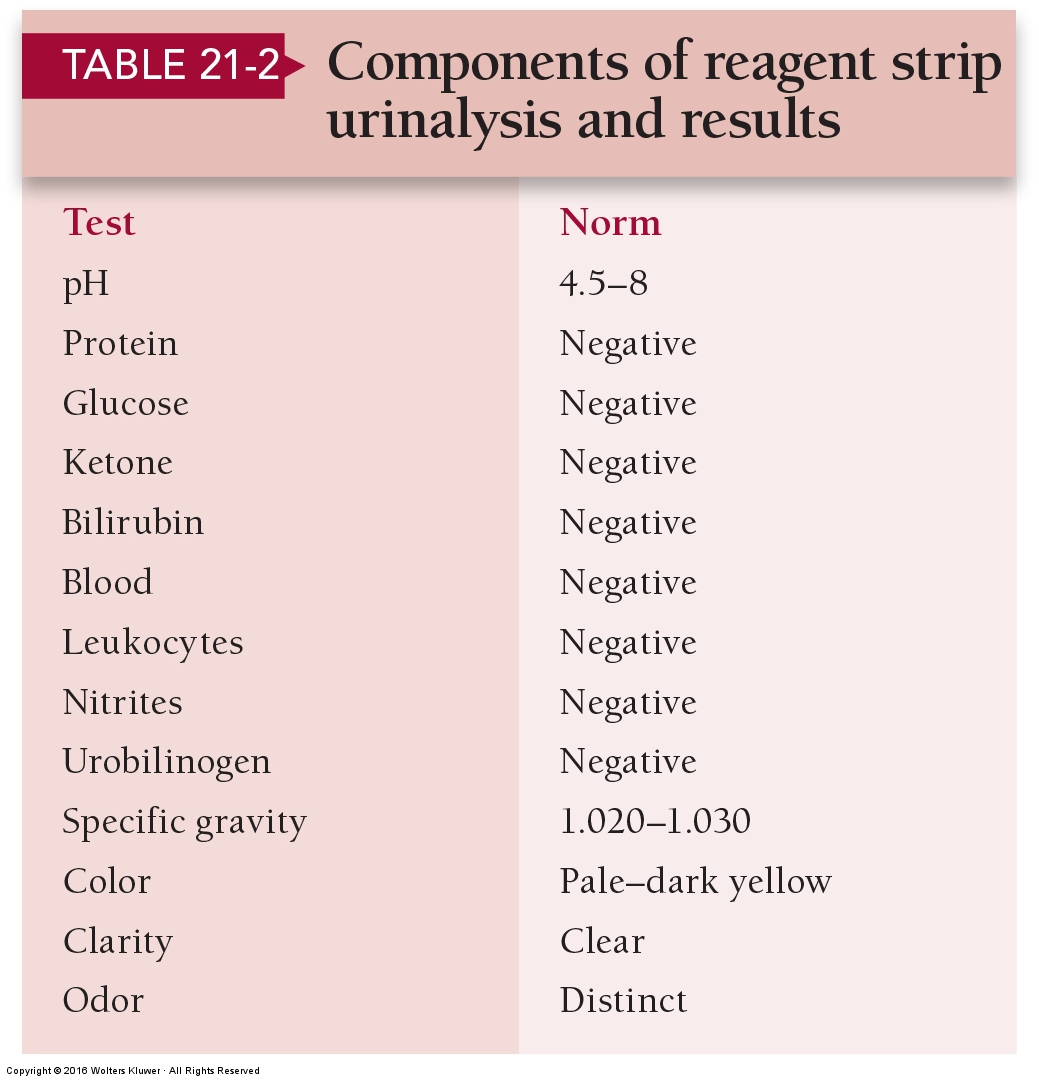 TABLE 21-2
Components of reagent strip
urinalysis and results
Test Norm
pH 4.5–8
Protein Negative
Glucose Negative
Ketone Negative
Bilirubin Negative
Blood Negative
Leukocytes Negative
Nitrites Negative
Urobilinogen Negative
Specific gravity 1.020–1.030
Color Pale–dark yellow
Clarity Clear
Odor Distinct
Copyright © 2016 Wolters Kluwer · All Rights Reserved